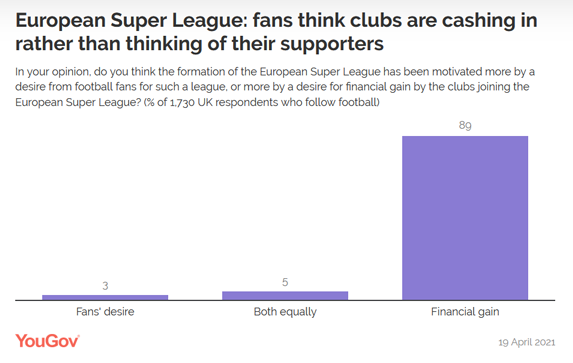 European Super League: fans think clubs are cashing in
rather than thinking of their supporters
In your opinion, do you think the formation of the European Super League has been motivated more by a
desire from football fans for such a league, or more by a desire for financial gain by the clubs joining the
European Super League? (% of 1,730 UK respondents who follow football)
89
3
5
Fans' desire
Both equally
Financial gain
YouGov
19 April 2021